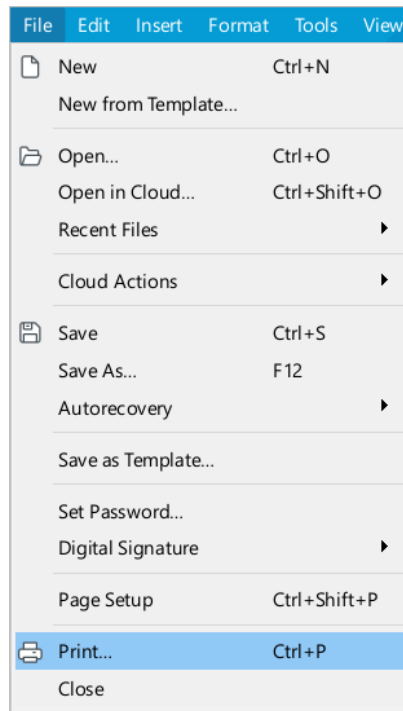 File Edit Insert Format Tools View
New Ctrl+N
New from Template...
Open... Ctrl+O
Open in Cloud... Ctrl+Shift+O
Recent Files
Cloud Actions
Save Ctrl+S
Save As... F12
Autorecovery
Save as Template...
Set Password...
Digital Signature
Page Setup Ctrl+Shift+P
Print... Ctrl+P
Close